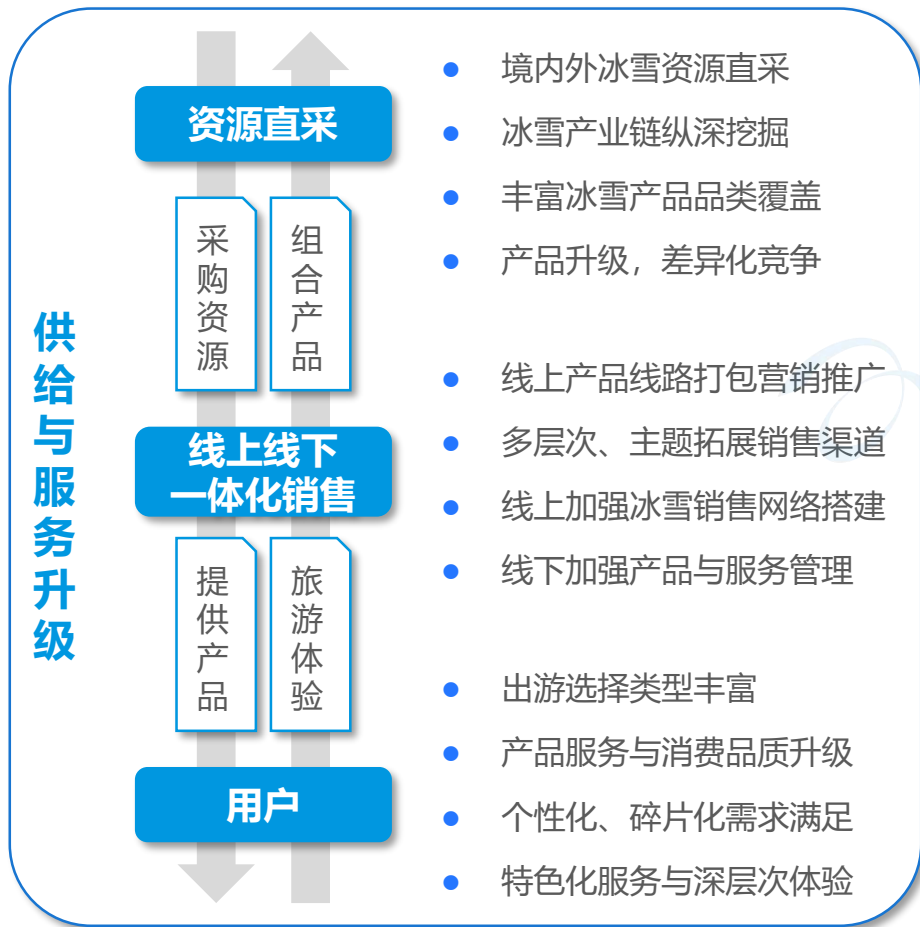 供给与服务升级
资源直采
境内外冰雪资源直采
冰雪产业链纵深挖掘
丰富冰雪产品品类覆盖
产品升级，差异化竞争
采购资源
组合产品
线上线下
一体化销售
线上产品线路打包营销推广
多层次、主题拓展销售渠道
线上加强冰雪销售网络搭建
线下加强产品与服务管理
提供产品
旅游体验
用户
出游选择类型丰富
产品服务与消费品质升级
个性化、碎片化需求满足
特色化服务与深层次体验